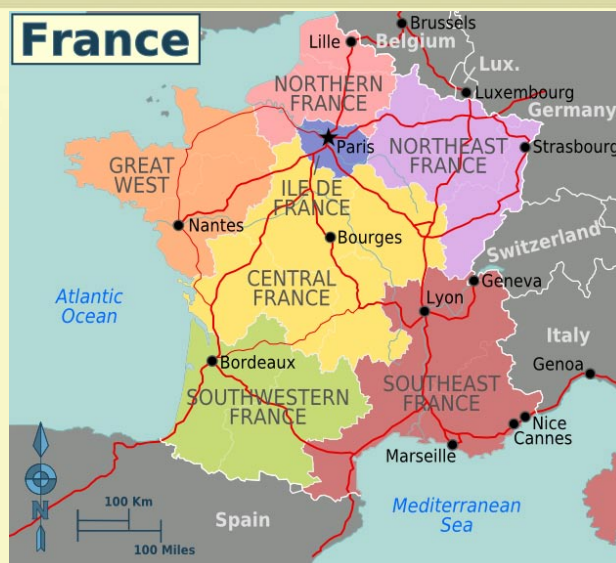 France
Brussels
Lille
Belgium
Lux.
NORTHERN
FRANCE
Luxembourg
Germany
Paris
NORTHEAST
FRANCE
Strasbourg
GREAT
WEST
ILE DE
FRANCE
Nantes
Bourges
Switzerland
CENTRAL
FRANCE
Geneva
Atlantic
Ocean
Lyon
Italy
Bordeaux
Genoa
SOUTHWESTERN
FRANCE
SOUTHEAST
FRANCE
Nice
Cannes
Marseille
N
100 Km
100 Miles
Spain
Mediterranean
Sea